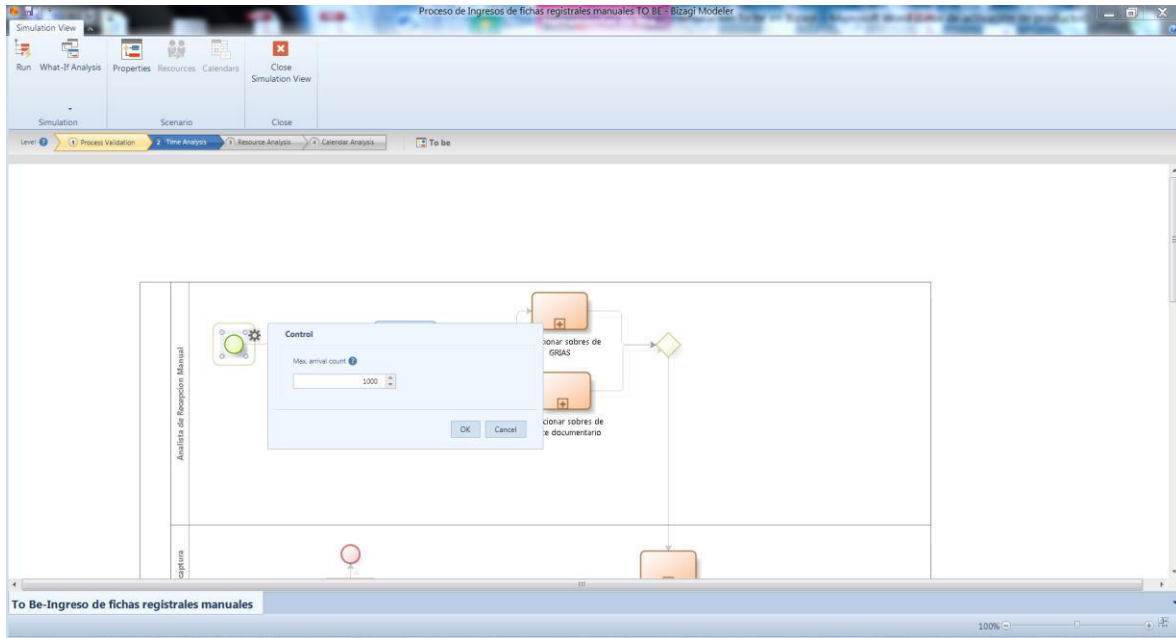 Proceso de Ingresos de fichas registrales manuales TO BE - Bizagi Modeler
Simulation View
Run
What-If Analysis
Properties
Resources
Calendars
Close
Simulation View
Simulation
Scenario
Close
Level
1 Process Validation
2 Time Analysis
3 Resource Analysis
4 Calendar Analysis
To be
Analista de Recepcion Manual
Control
Max. arrival count
1000
OK
Cancel
ionar sobres de
GRIAS
cionar sobres de
te documentario
captura
To Be-Ingreso de fichas registrales manuales
100%